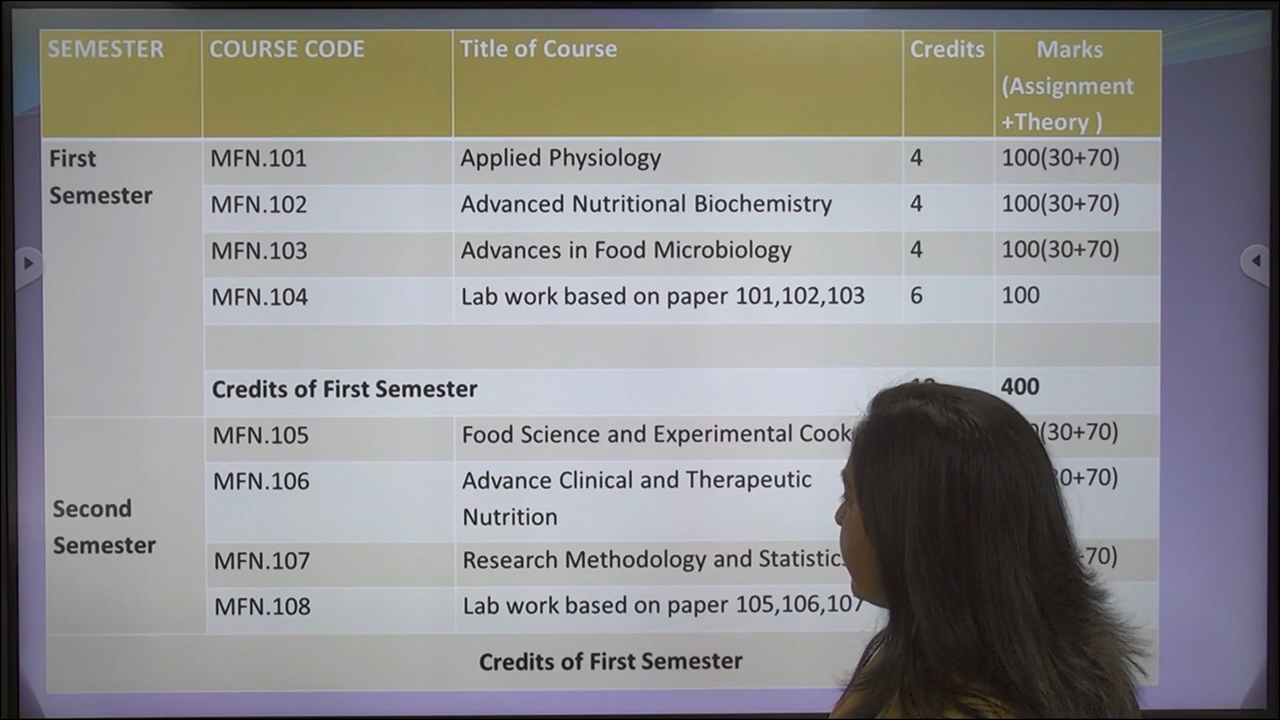 SEMESTER COURSE CODE Title of Course Credits Marks
(Assignment
+Theory )
First MFN.101 Applied Physiology 4 100(30+70)
Semester
MFN.102 Advanced Nutritional Biochemistry 4 100(30+70)
MFN.103 Advances in Food Microbiology 4 100(30+70)
MFN.104 Lab work based on paper 101,102,103 6 100
Credits of First Semester 400
MFN.105 Food Science and Experimental (30+70)
MFN.106 Advance Clinical and Therapeutic
Nutrition
Second
Semester
MFN.107 Research Methodology and
MFN.108 Lab work based on paper 105,106,107
Credits of First Semester